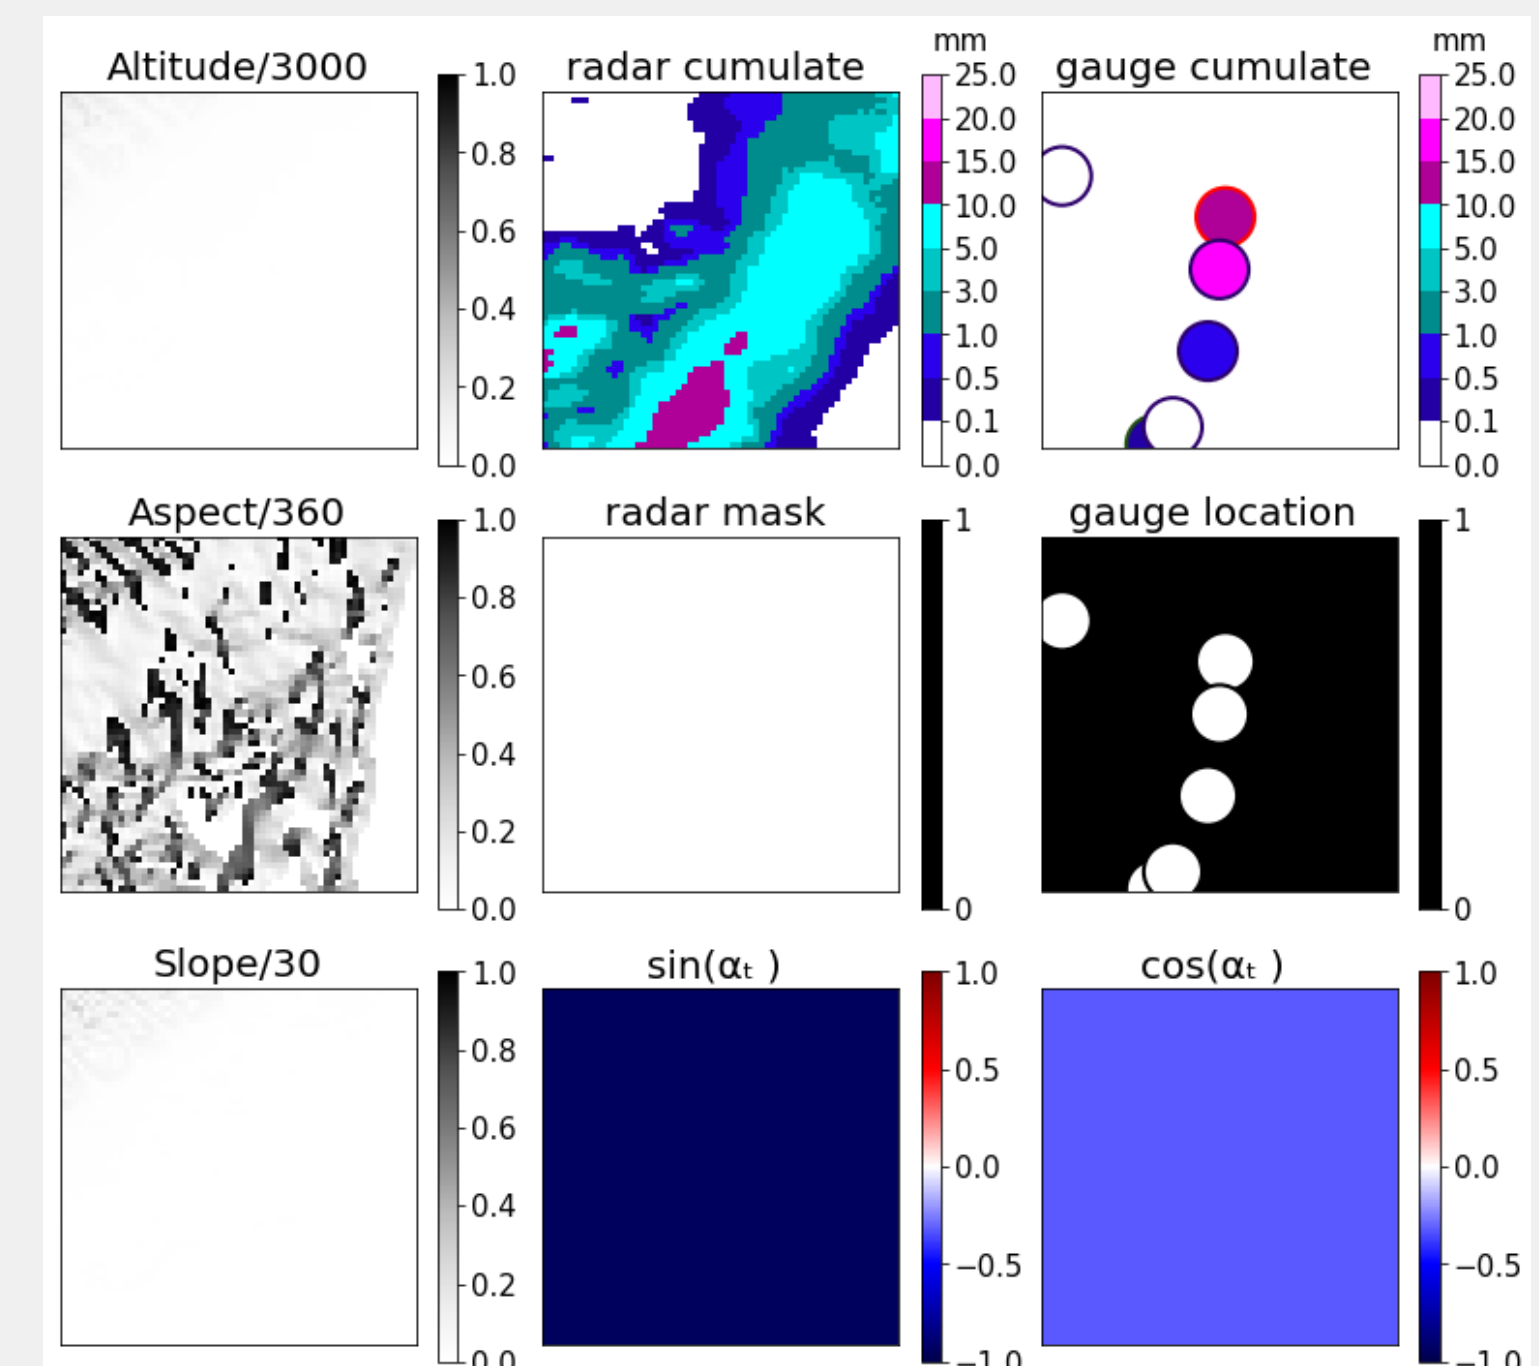 mm mm
Altitude/3000 radar cumulate gauge cumulate
1.0 25.0 25.0
20.0 20.0
0.8 15.0 15.0
0.6 10.0 10.0
5.0 5.0
0.4 3.0 3.0
1.0 1.0
0.2 0.5 0.5
0.1 0.1
0.0 0.0 0.0
Aspect/360 radar mask gauge location
1.0 1 1
0.8
0.6
0.4
0.2
0.0 0 0
Slope/30 sin(αₜ ) cos(αₜ )
1.0 1.0 1.0
0.8 0.5 0.5
0.6 0.0 0.0
0.4
0.2 −0.5 −0.5
0.0 −1.0 −1.0